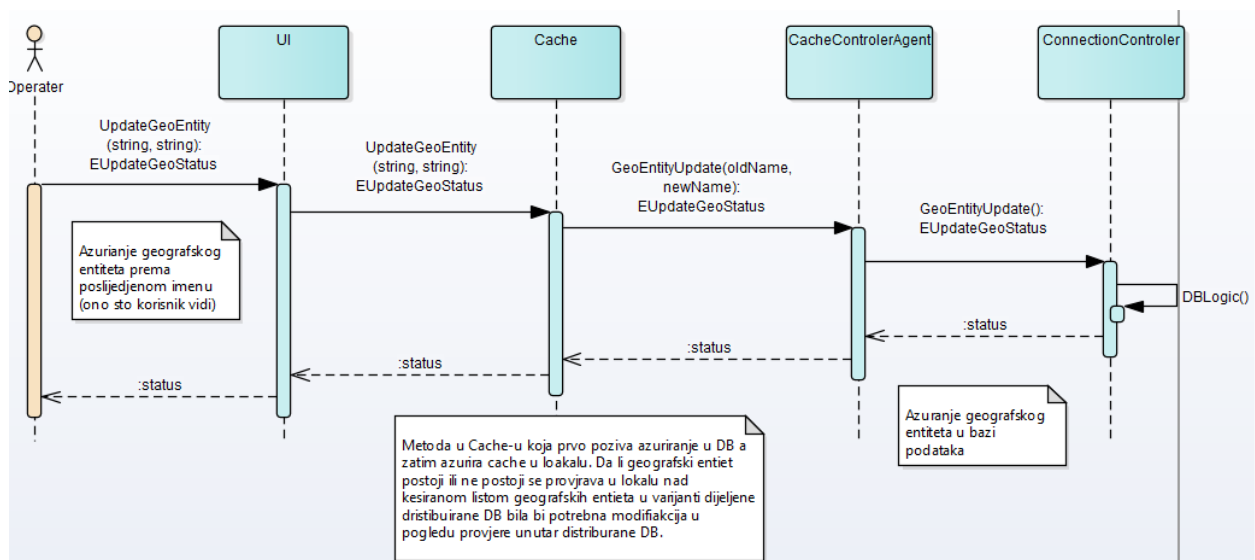 UI
Cache
CacheControlerAgent
ConnectionControler
Operater
UpdateGeoEntity
(string, string):
EUpdateGeoStatus
UpdateGeoEntity
(string, string):
EUpdateGeoStatus
GeoEntityUpdate(oldName,
newName):
EUpdateGeoStatus
GeoEntityUpdate():
EUpdateGeoStatus
Azurianje geografskog
entiteta prema
poslijedjenom imenu
(ono sto korisnik vidi)
DBLogic()
:status
:status
:status
:status
Metoda u Cache-u koja prvo poziva azuriranje u DB a
zatim azurira cache u loakalu. Da li geografski entiet
postoji ili ne postoji se provjrava u lokalu nad
kesiranom listom geografskih entieta u varijanti dijeljene
dristibuirane DB bila bi potrebna modifiakcija u
pogledu provjere unutar distriburane DB.
Azuranje geografskog
entiteta u bazi
podataka